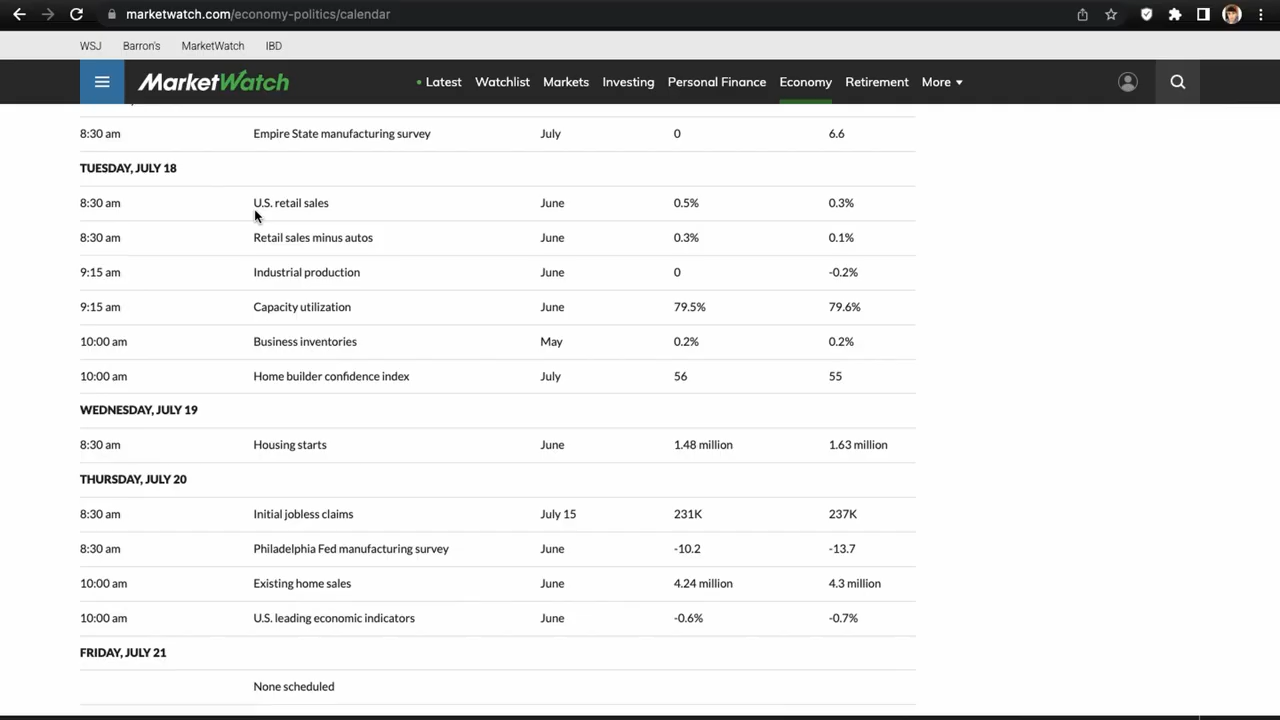 marketwatch.com/economy-politics/calendar
WSJ Barron's MarketWatch IBD
MarketWatch • Latest Watchlist Markets Investing Personal Finance Economy Retirement More
8:30 am Empire State manufacturing survey July 0 6.6
TUESDAY, JULY 18
8:30 am U.S. retail sales June 0.5% 0.3%
8:30 am Retail sales minus autos June 0.3% 0.1%
9:15 am Industrial production June 0 -0.2%
9:15 am Capacity utilization June 79.5% 79.6%
10:00 am Business inventories May 0.2% 0.2%
10:00 am Home builder confidence index July 56 55
WEDNESDAY, JULY 19
8:30 am Housing starts June 1.48 million 1.63 million
THURSDAY, JULY 20
8:30 am Initial jobless claims July 15 231K 237K
8:30 am Philadelphia Fed manufacturing survey June -10.2 -13.7
10:00 am Existing home sales June 4.24 million 4.3 million
10:00 am U.S. leading economic indicators June -0.6% -0.7%
FRIDAY, JULY 21
None scheduled